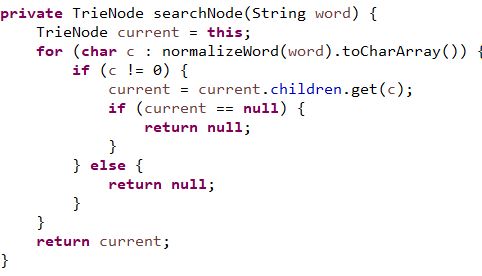 private TrieNode searchNode(String word) {
    TrieNode current = this;
    for (char c : normalizeWord(word).toCharArray()) {
        if (c != 0) {
            current = current.children.get(c);
            if (current == null) {
                return null;
            }
        } else {
            return null;
        }
    }
    return current;
}